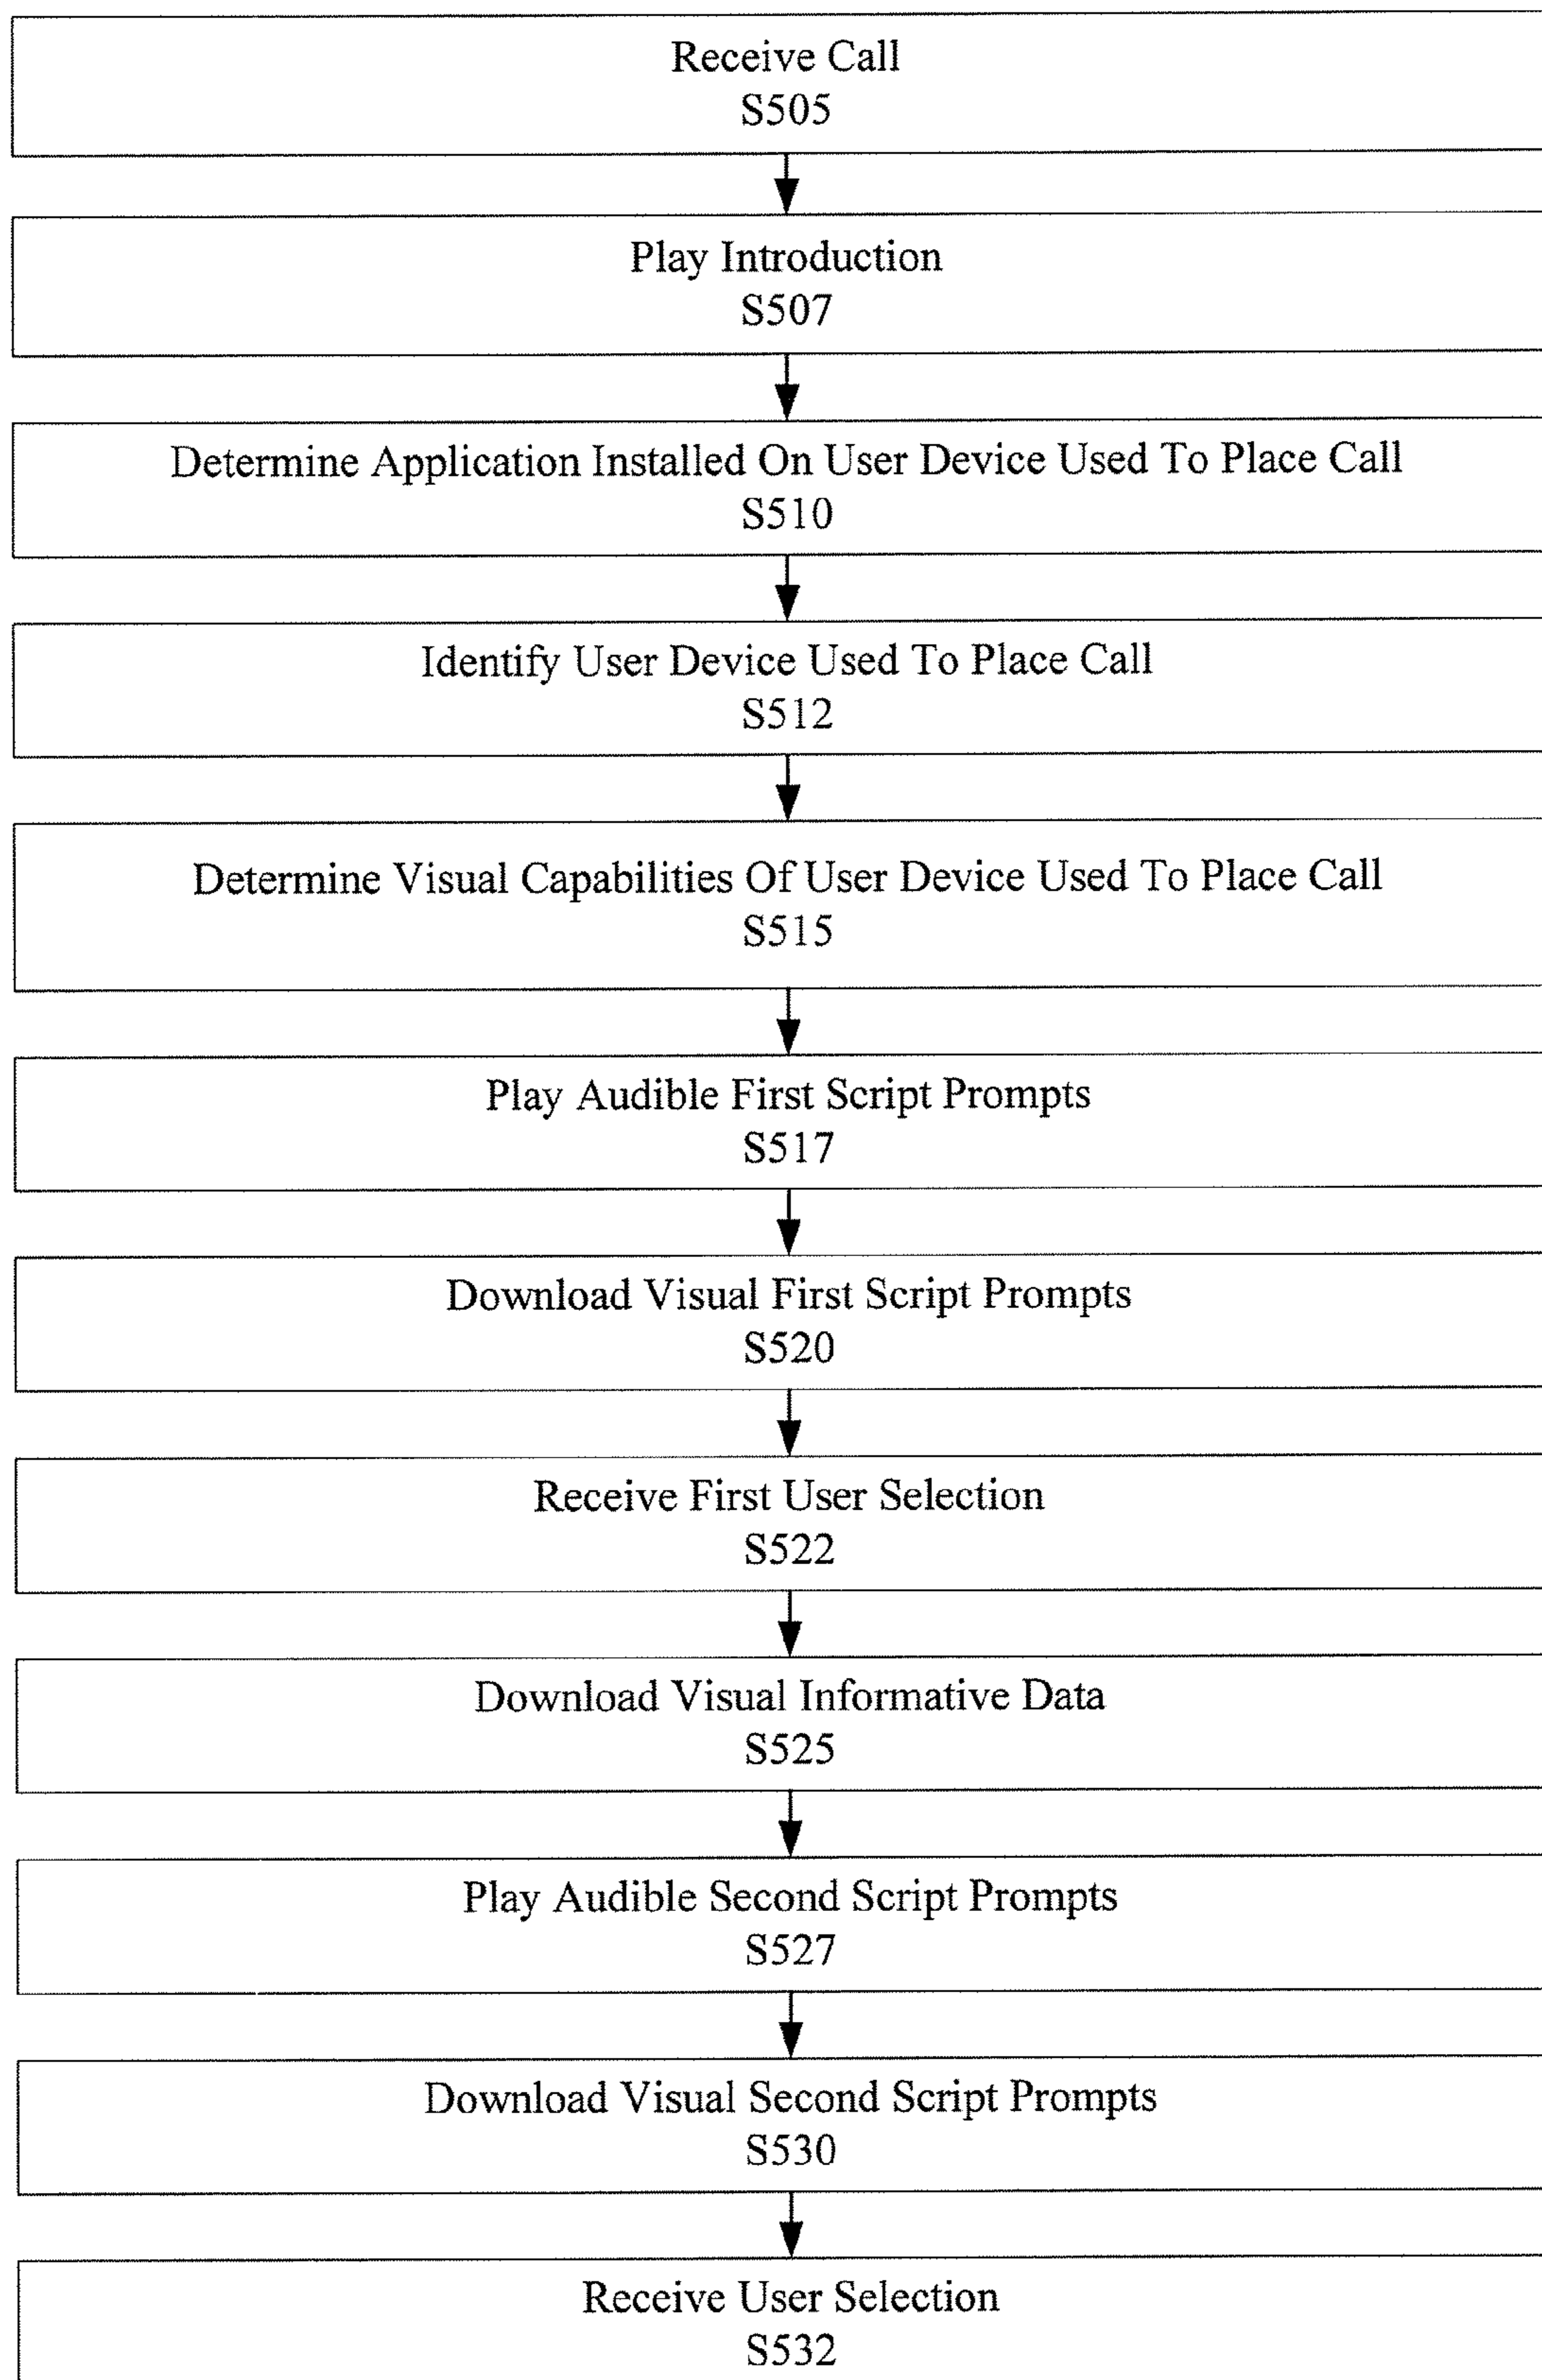 Receive Call
S505
Play Introduction
S507
Determine Application Installed On User Device Used To Place Call
S510
Identify User Device Used To Place Call
S512
Determine Visual Capabilities Of User Device Used To Place Call
S515
Play Audible First Script Prompts
S517
Download Visual First Script Prompts
S520
Receive First User Selection
S522
Download Visual Informative Data
S525
Play Audible Second Script Prompts
S527
Download Visual Second Script Prompts
S530
Receive User Selection
S532